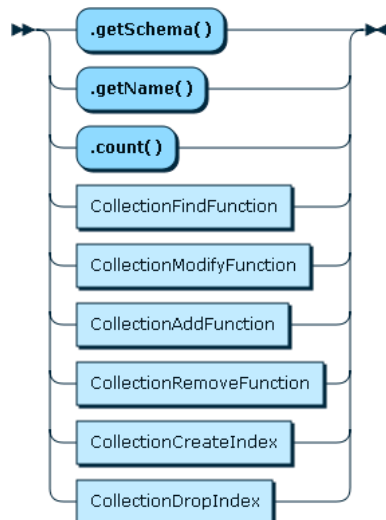 .getSchema()
.getName()
.count()
CollectionFindFunction
CollectionModifyFunction
CollectionAddFunction
CollectionRemoveFunction
CollectionCreateIndex
CollectionDropIndex